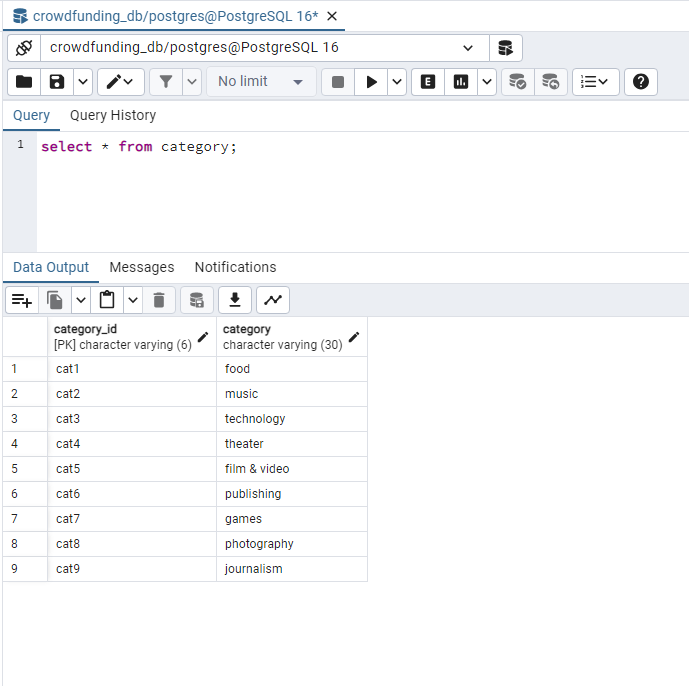 crowdfunding_db/postgres@PostgreSQL 16*
crowdfunding_db/postgres@PostgreSQL 16
No limit
E
Query Query History
1 select * from category;
Data Output Messages Notifications
category_id category
[PK] character varying (6) character varying (30)
1 cat1 food
2 cat2 music
3 cat3 technology
4 cat4 theater
5 cat5 film & video
6 cat6 publishing
7 cat7 games
8 cat8 photography
9 cat9 journalism